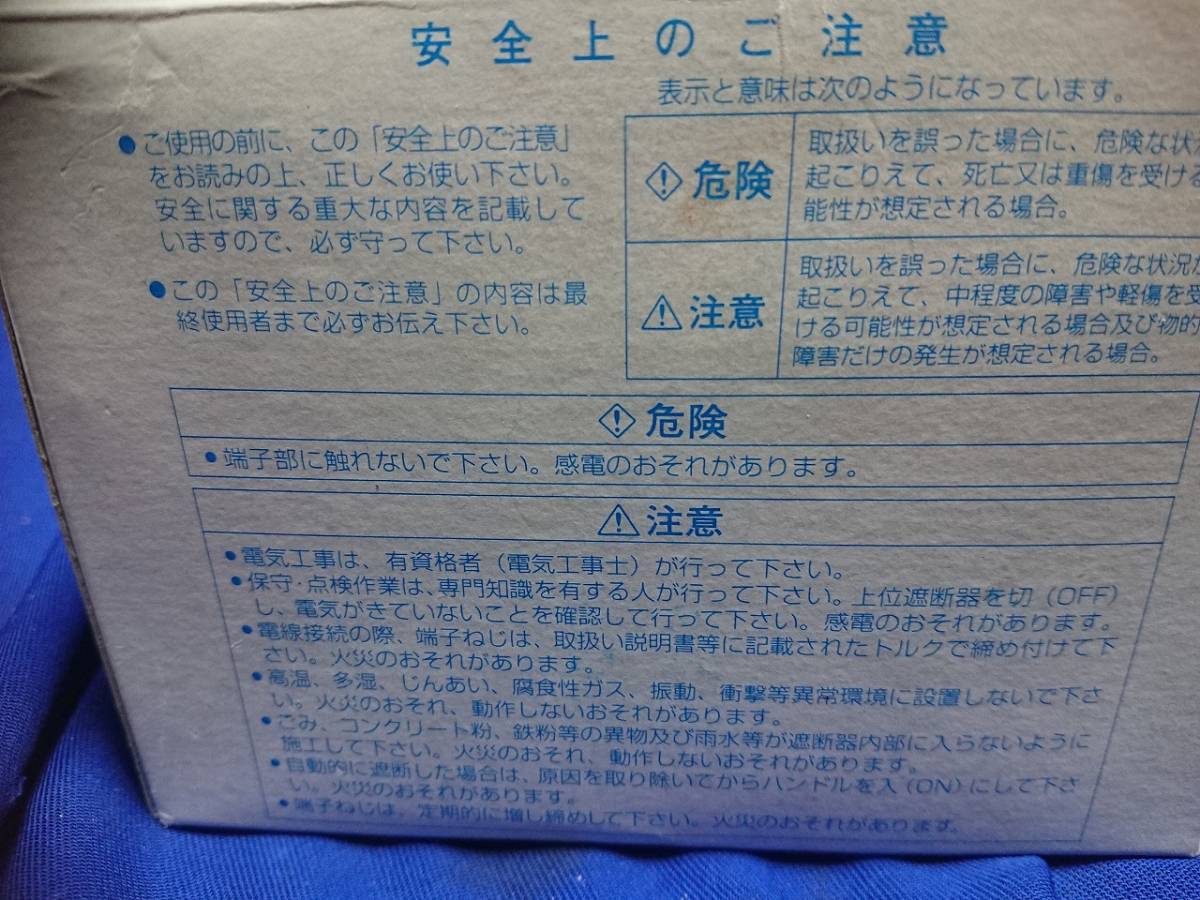 安全上のご注意
表示と意味は次のようになっています。
●ご使用の前に、この「安全上のご注意」
をお読みの上、正しくお使い下さい。
安全に関する重大な内容を記載して
いますので、必ず守って下さい。
●この「安全上のご注意」の内容は最
終使用者まで必ずお伝え下さい。
危険
取扱いを誤った場合に、危険な状
起こりえて、死亡又は重傷を受ける
能性が想定される場合。
注意
取扱いを誤った場合に、危険な状況
起こりえて、中程度の障害や軽傷を受
ける可能性が想定される場合及び物的
障害だけの発生が想定される場合。
危険
●端子部に触れないで下さい。感電のおそれがあります。
注意
●電気工事は、有資格者（電気工事士）が行って下さい。
●保守・点検作業は、専門知識を有する人が行って下さい。上位遮断器を切（OFF）
し、電気がきていないことを確認して行って下さい。感電のおそれがあります。
●電線接続の際、端子ねじは、取扱い説明書等に記載されたトルクで締め付けて下
さい。火災のおそれがあります。
●高温、多湿、じんあい、腐食性ガス、振動、衝撃等異常環境に設置しないで下さ
い。火災のおそれ、動作しないおそれがあります。
●ごみ、コンクリート粉、鉄粉等の異物及び雨水等が遮断器内部に入らないように
施工して下さい。火災のおそれ、動作しないおそれがあります。
●自動的に遮断した場合は、原因を取り除いてからハンドルを入（ON）にして下さ
い。火災のおそれがあります。
●端子ねじは、定期的に増し締めして下さい。火災のおそれがあります。